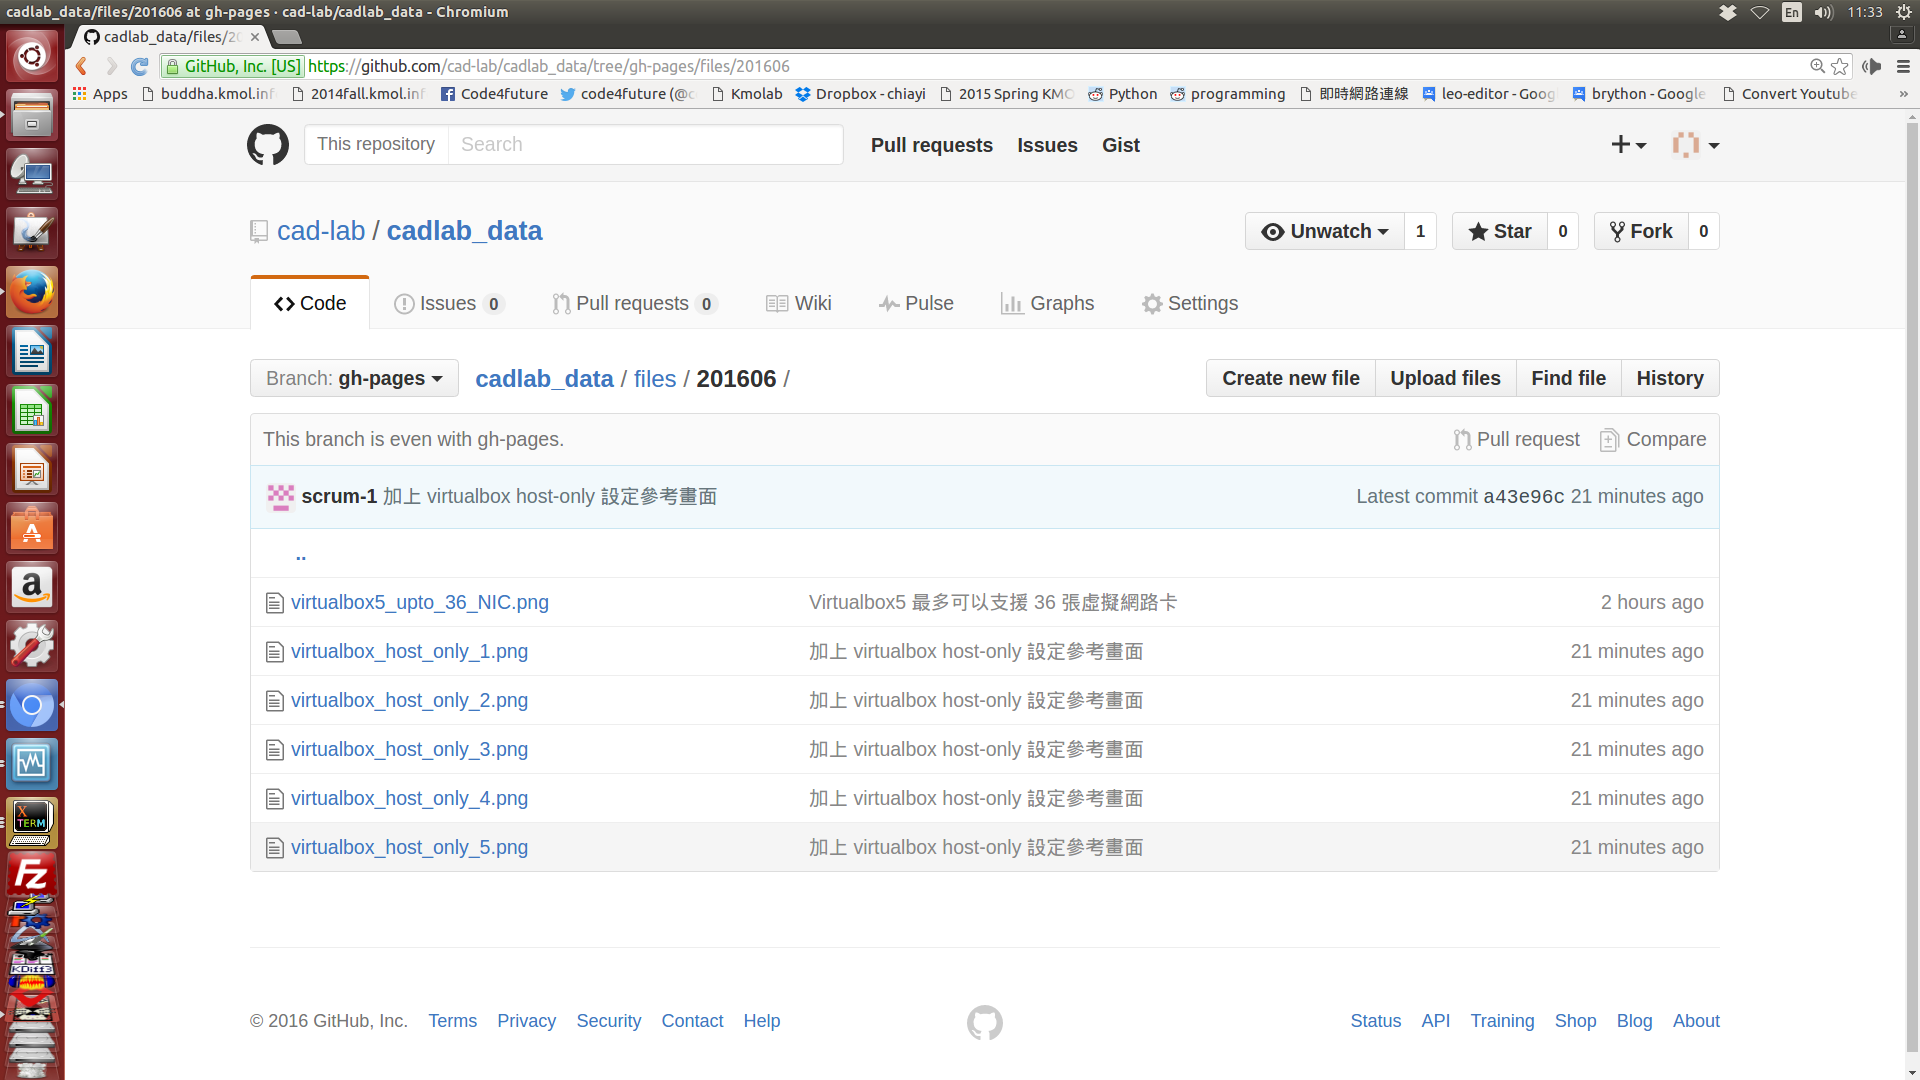 cadlab_data/files/201606 at gh-pages · cad-lab/cadlab_data - Chromium
En
11:33
cadlab_data/files/20
GitHub, Inc. [US]
https://github.com/cad-lab/cadlab_data/tree/gh-pages/files/201606
Apps
buddha.kmol.inf
2014fall.kmol.inf
Code4future
code4future (@c
Kmolab
Dropbox - chiayi
2015 Spring KMO
Python
programming
即時網路連線
leo-editor - Goog
brython - Google
Convert Youtube
»
This repository
Search
Pull requests
Issues
Gist
cad-lab / cadlab_data
Unwatch 1
Star 0
Fork 0
Code
Issues 0
Pull requests 0
Wiki
Pulse
Graphs
Settings
Branch: gh-pages
cadlab_data / files / 201606 /
Create new file
Upload files
Find file
History
This branch is even with gh-pages.
Pull request
Compare
scrum-1 加上 virtualbox host-only 設定參考畫面
Latest commit a43e96c 21 minutes ago
..
virtualbox5_upto_36_NIC.png Virtualbox5 最多可以支援 36 張虛擬網路卡 2 hours ago
virtualbox_host_only_1.png 加上 virtualbox host-only 設定參考畫面 21 minutes ago
virtualbox_host_only_2.png 加上 virtualbox host-only 設定參考畫面 21 minutes ago
virtualbox_host_only_3.png 加上 virtualbox host-only 設定參考畫面 21 minutes ago
virtualbox_host_only_4.png 加上 virtualbox host-only 設定參考畫面 21 minutes ago
virtualbox_host_only_5.png 加上 virtualbox host-only 設定參考畫面 21 minutes ago
X TERM
Fz
KDiff3
© 2016 GitHub, Inc.
Terms
Privacy
Security
Contact
Help
Status
API
Training
Shop
Blog
About